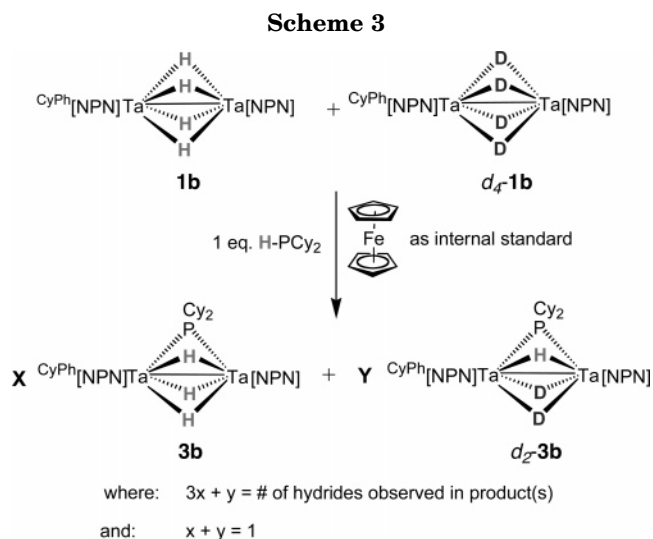 Scheme 3
H
H
CyPh[NPN]Ta Ta[NPN]
H
H
1b
+
D
D
CyPh[NPN]Ta Ta[NPN]
D
D
d4-1b
1 eq. H-PCy2
Fe
as internal standard
Cy2
P
H
X CyPh[NPN]Ta Ta[NPN]
H
H
3b
+
Cy2
P
H
Y CyPh[NPN]Ta Ta[NPN]
D
D
d2-3b
where: 3x + y = # of hydrides observed in product(s)
and: x + y = 1